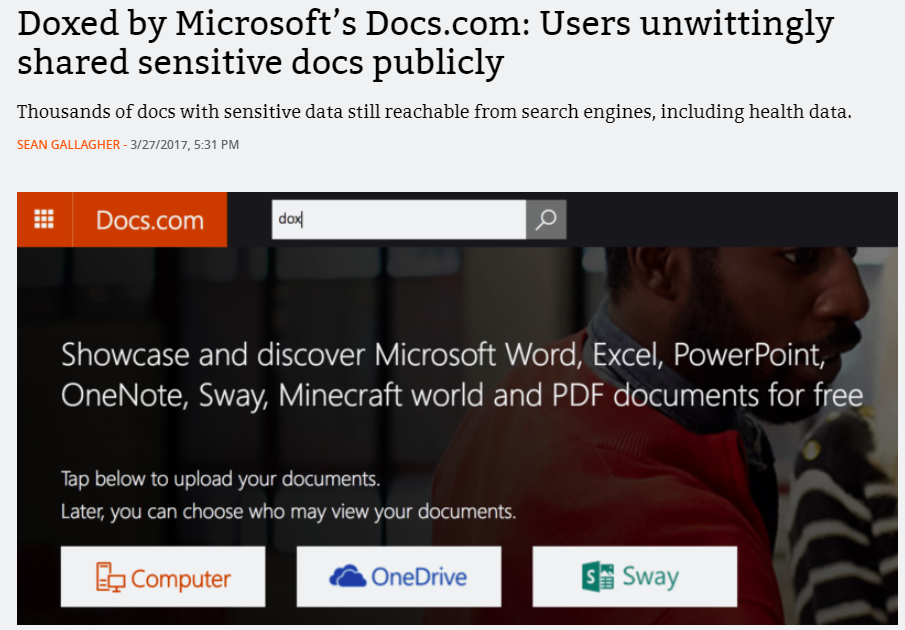 Doxed by Microsoft’s Docs.com: Users unwittingly
shared sensitive docs publicly
Thousands of docs with sensitive data still reachable from search engines, including health data.
SEAN GALLAGHER - 3/27/2017, 5:31 PM
Docs.com
dox
Showcase and discover Microsoft Word, Excel, PowerPoint,
OneNote, Sway, Minecraft world and PDF documents for free
Tap below to upload your documents.
Later, you can choose who may view your documents.
Computer
OneDrive
S Sway